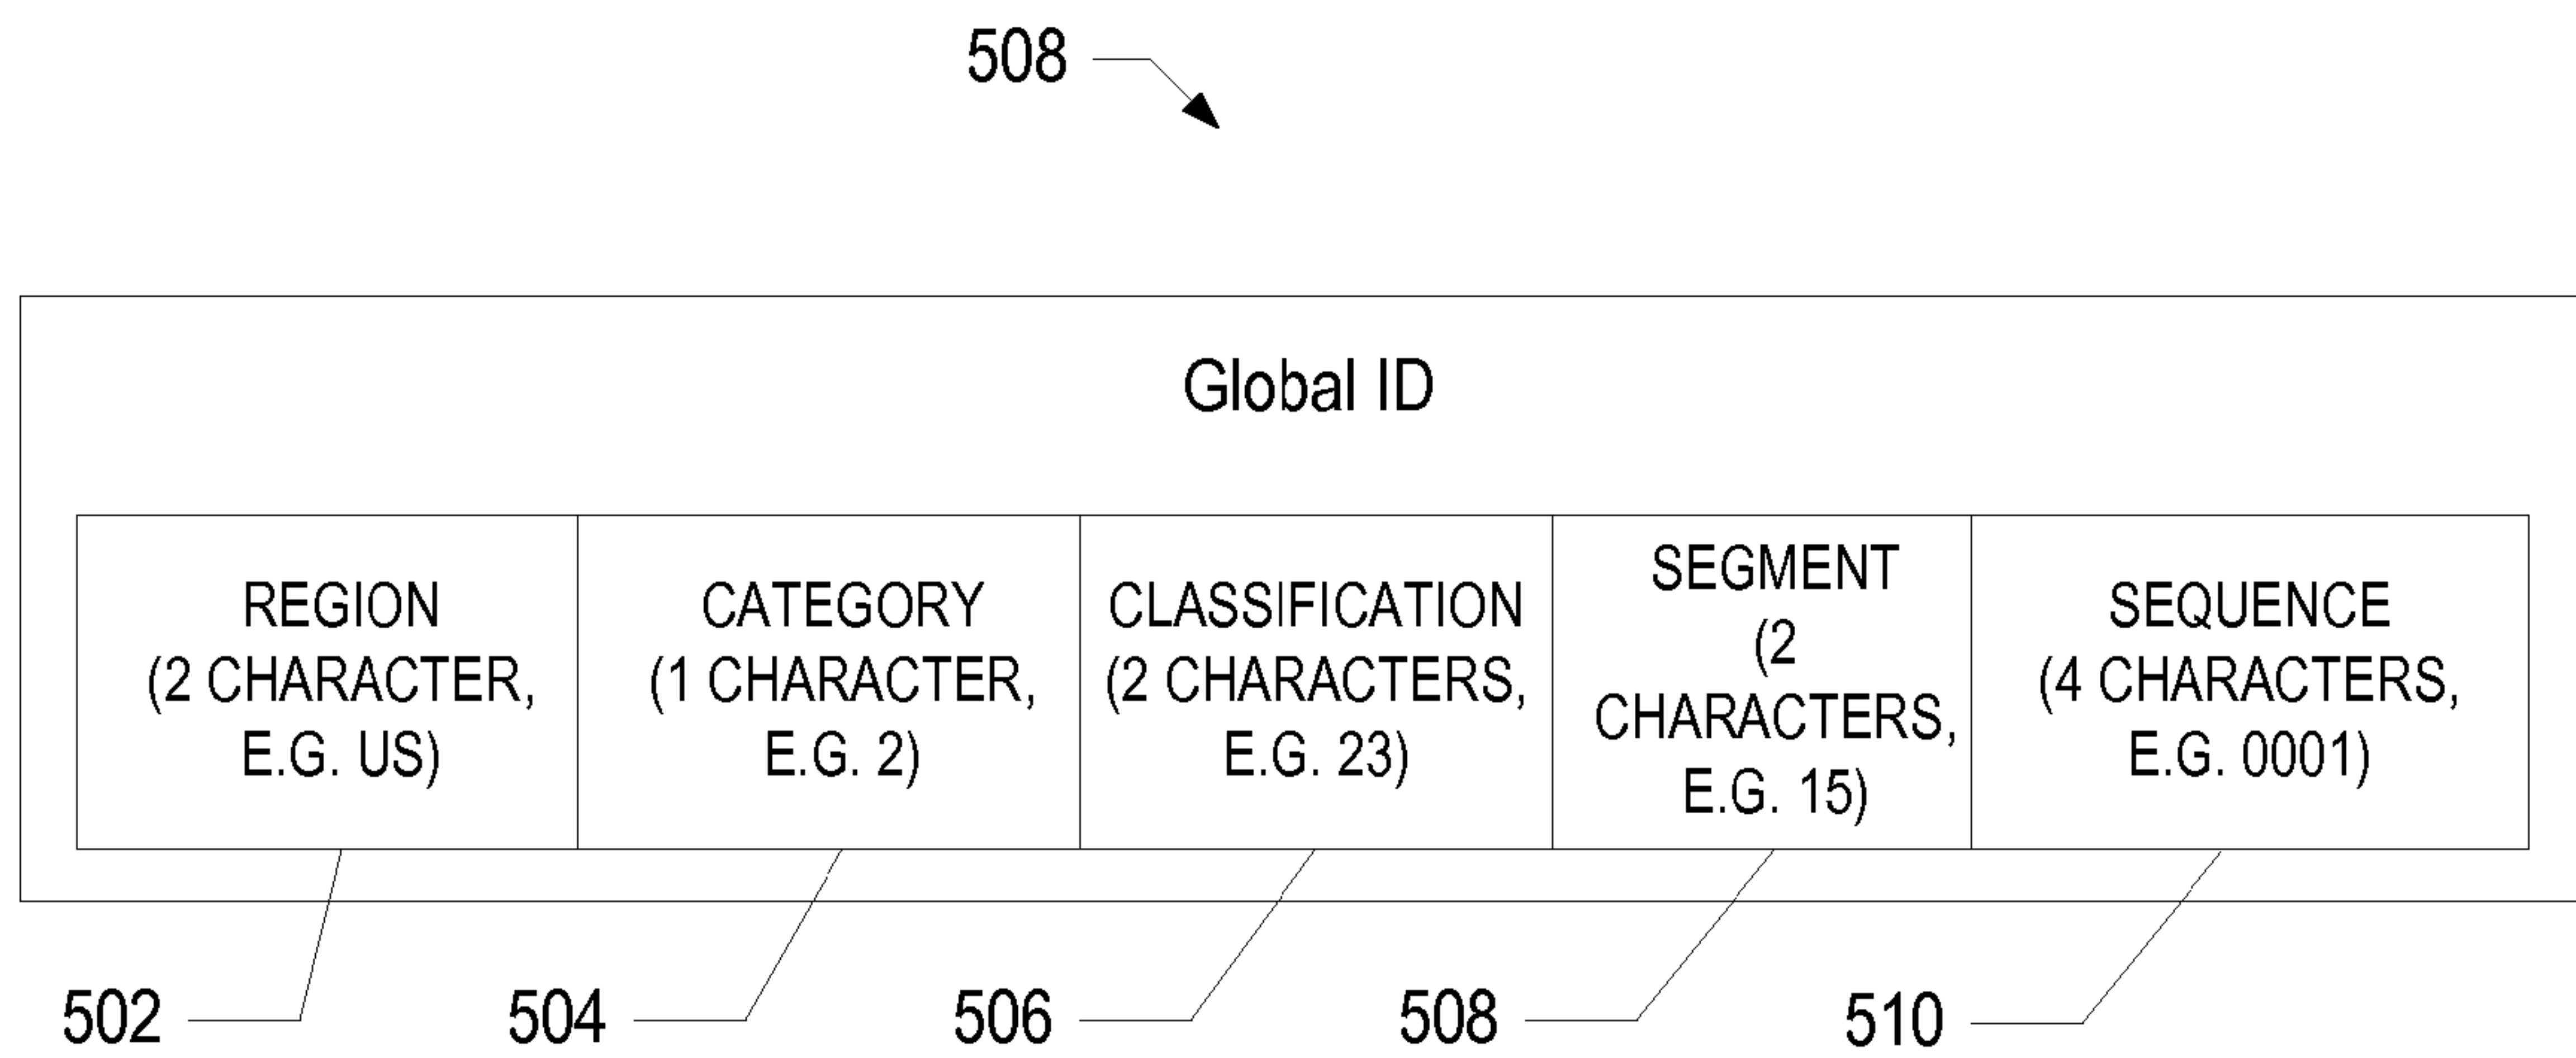 508
Global ID
REGION
(2 CHARACTER,
E.G. US)
CATEGORY
(1 CHARACTER,
E.G. 2)
CLASSIFICATION
(2 CHARACTERS,
E.G. 23)
SEGMENT
(2
CHARACTERS,
E.G. 15)
SEQUENCE
(4 CHARACTERS,
E.G. 0001)
502
504
506
508
510